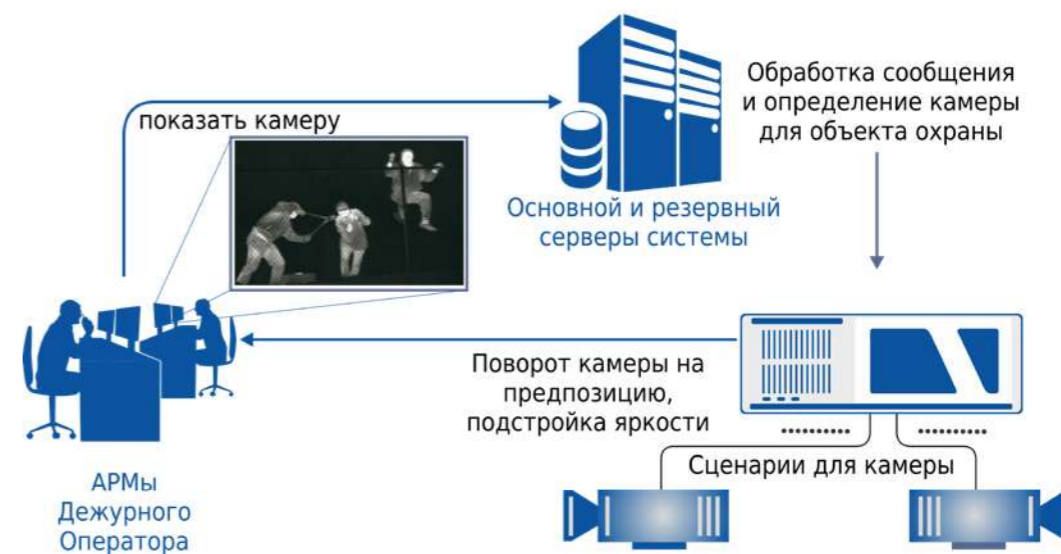 показать камеру
Обработка сообщения
и определение камеры
для объекта охраны
Основной и резервный
серверы системы
Поворот камеры на
предпозицию,
подстройка яркости
Сценарии для камеры
АРМы
Дежурного
Оператора